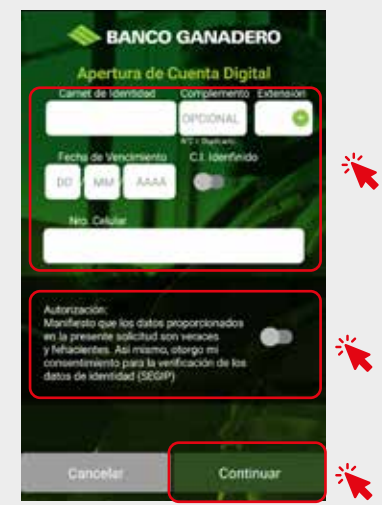 BANCO GANADERO
Apertura de Cuenta Digital
Carnet de Identidad Complemento Extensión
OPCIONAL
Fecha de Vencimiento C.I. Idenfinido
DD / MM / AAAA
Nro. Celular
Autorización:
Manifiesto que los datos proporcionados
en la presente solicitud son veraces
y fehacientes. Así mismo, otorgo mi
consentimiento para la verificación de los
datos de identidad (SEGIP)
Cancelar Continuar